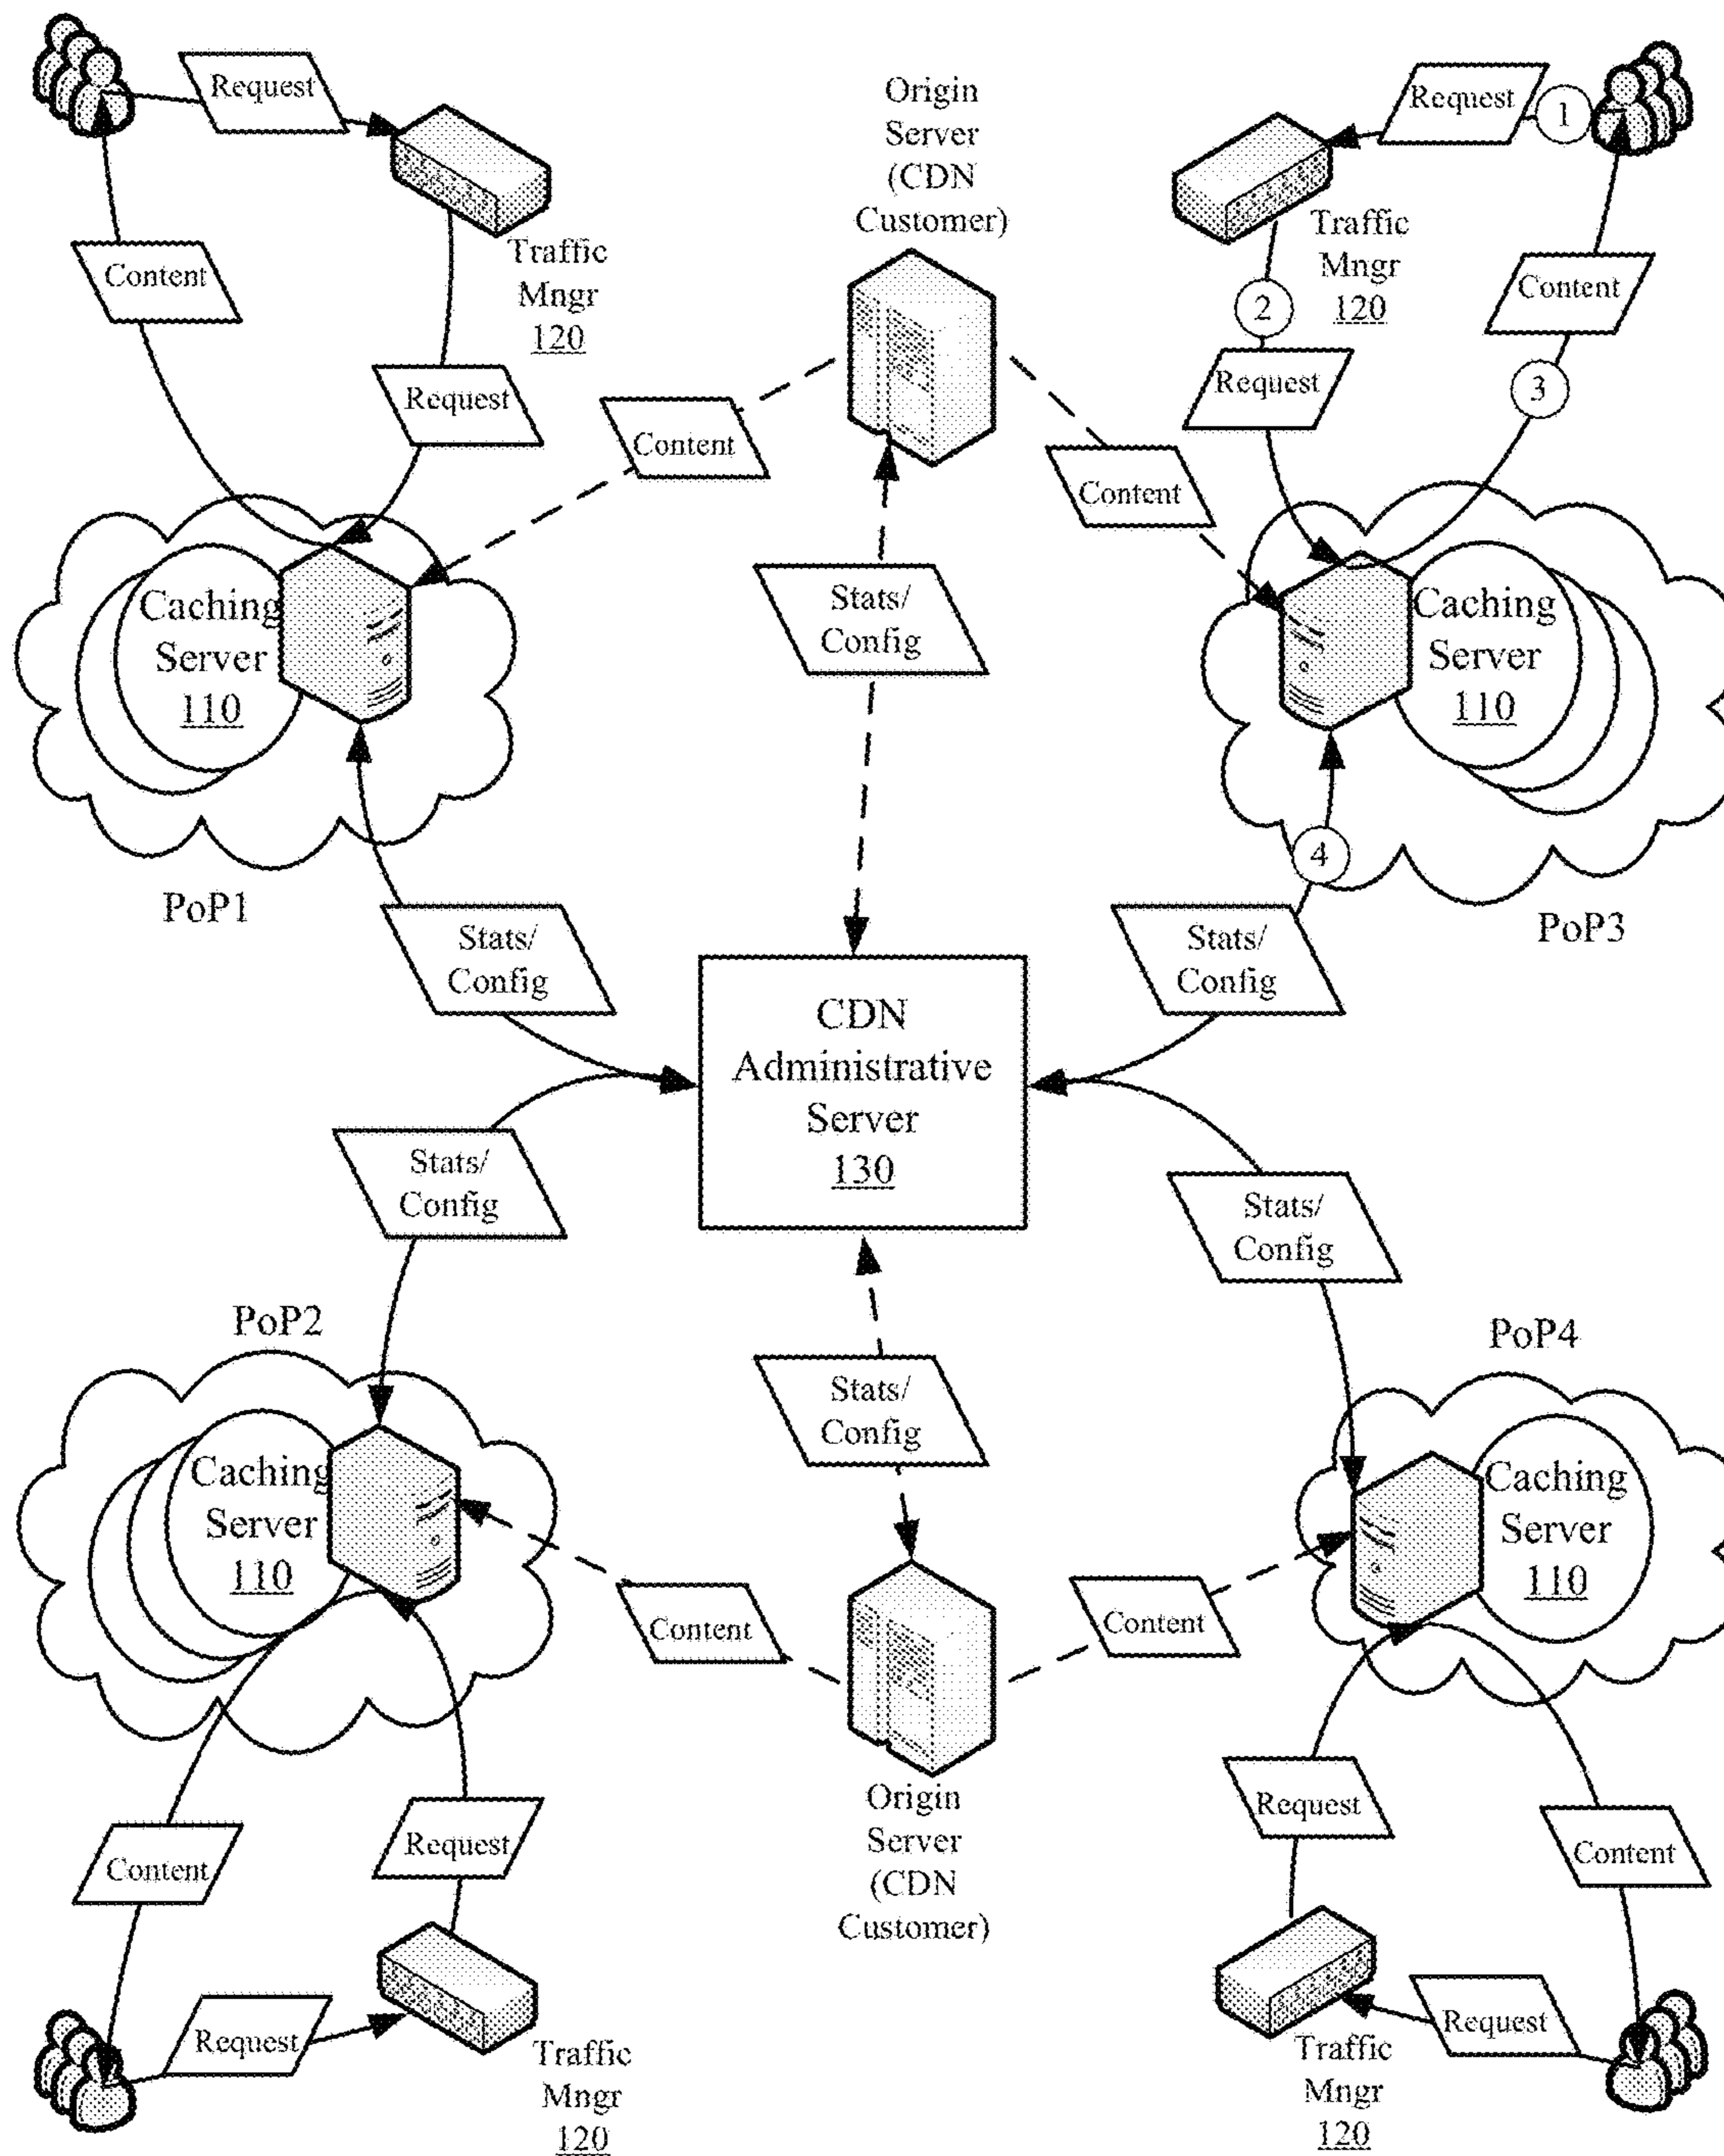 Request
Traffic
Mngr
120
Content
Request
Origin
Server
(CDN
Customer)
Request
1
Traffic
Mngr
120
2
Content
Request
3
Content
Content
Caching
Server
110
PoP1
Stats/
Config
Caching
Server
110
4
PoP3
Stats/
Config
Stats/
Config
CDN
Administrative
Server
130
Stats/
Config
Stats/
Config
PoP2
Caching
Server
110
Stats/
Config
PoP4
Caching
Server
110
Content
Content
Origin
Server
(CDN
Customer)
Content
Request
Request
Traffic
Mngr
120
Request
Content
Request
Traffic
Mngr
120